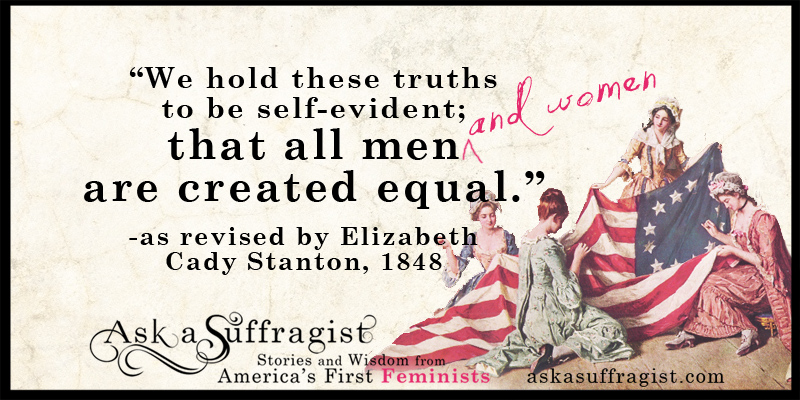 “We hold these truths
to be self-evident;
that all men and women
are created equal.”
-as revised by Elizabeth
Cady Stanton, 1848
Ask a Suffragist
Stories and Wisdom from
America's First Feminists
askasuffragist.com